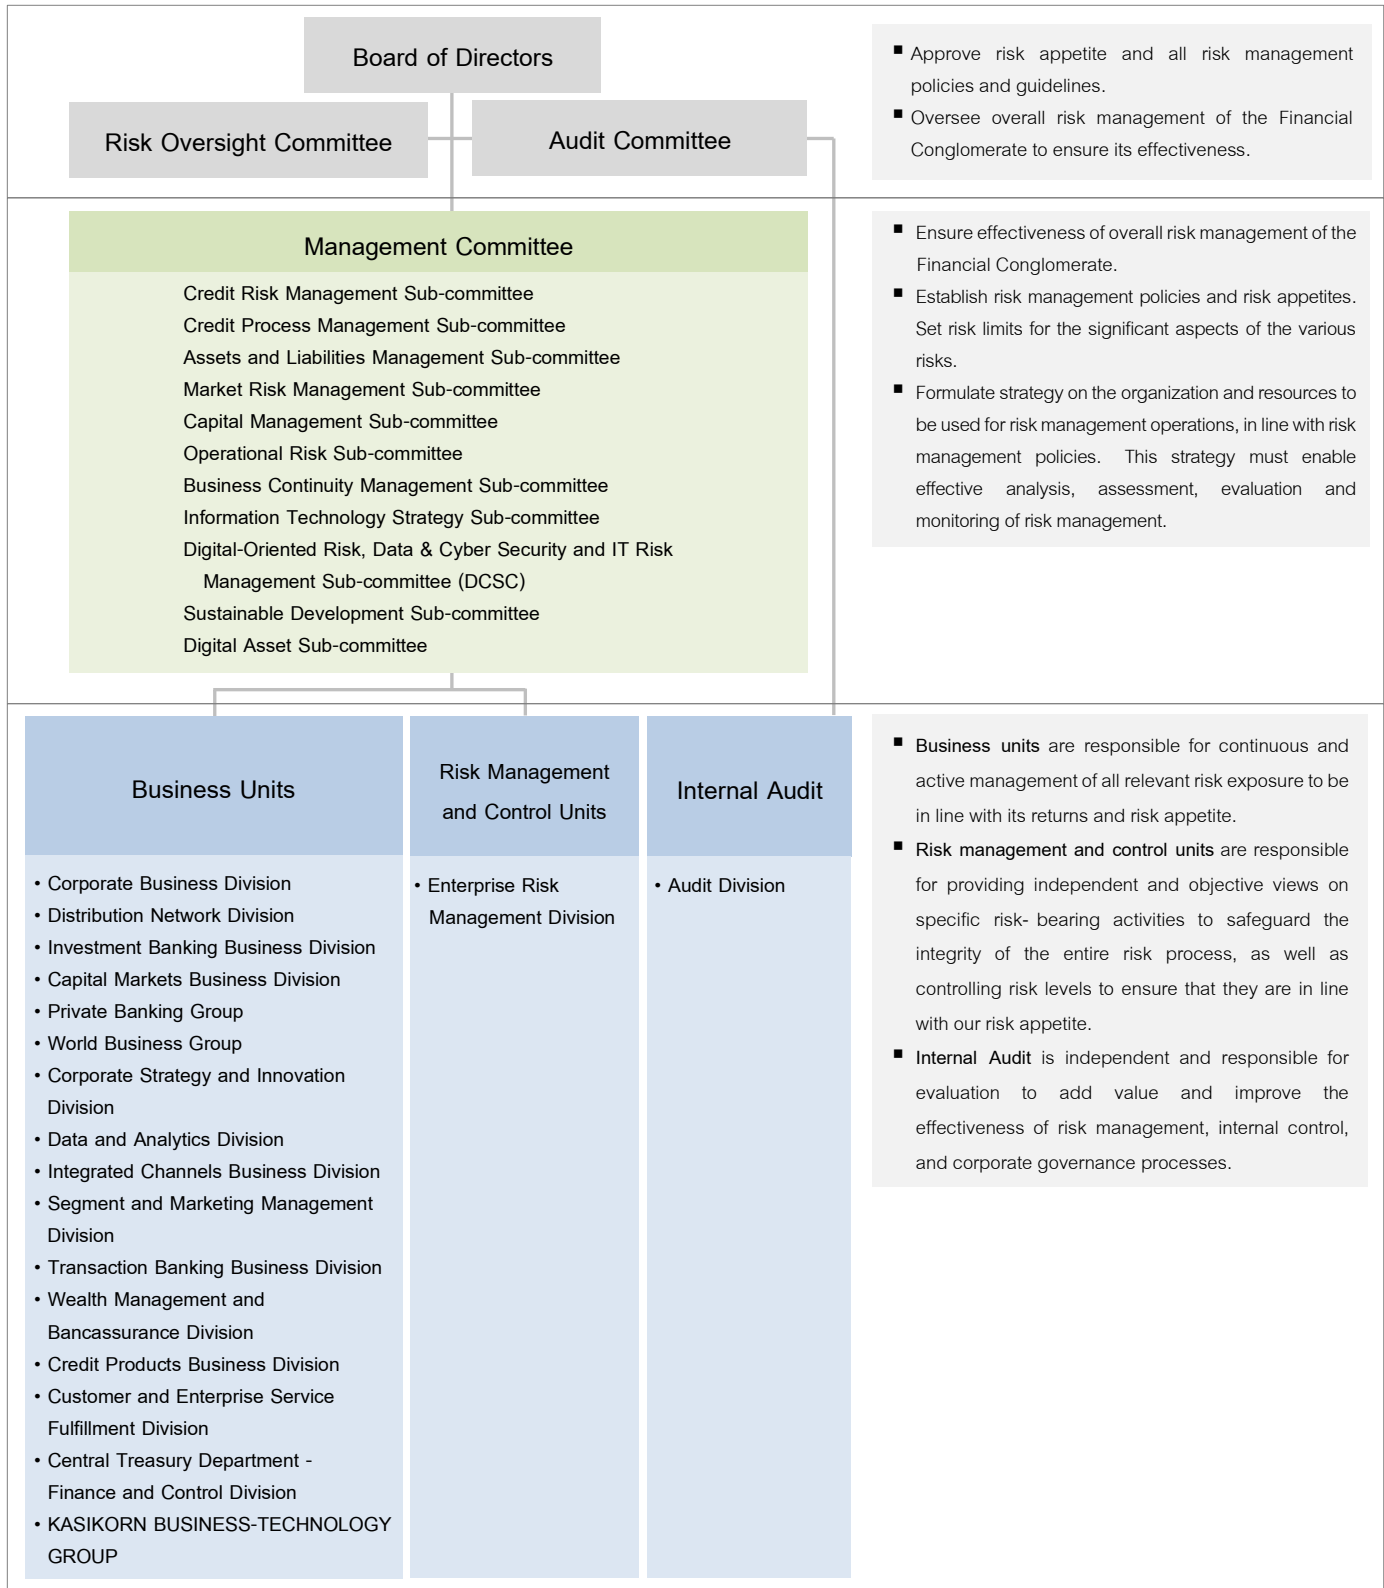 Board of Directors
Risk Oversight Committee
Audit Committee
■ Approve risk appetite and all risk management
policies and guidelines.
■ Oversee overall risk management of the Financial
Conglomerate to ensure its effectiveness.
Management Committee
Credit Risk Management Sub-committee
Credit Process Management Sub-committee
Assets and Liabilities Management Sub-committee
Market Risk Management Sub-committee
Capital Management Sub-committee
Operational Risk Sub-committee
Business Continuity Management Sub-committee
Information Technology Strategy Sub-committee
Digital-Oriented Risk, Data & Cyber Security and IT Risk
Management Sub-committee (DCSC)
Sustainable Development Sub-committee
Digital Asset Sub-committee
■ Ensure effectiveness of overall risk management of the
Financial Conglomerate.
■ Establish risk management policies and risk appetites.
Set risk limits for the significant aspects of the various
risks.
■ Formulate strategy on the organization and resources to
be used for risk management operations, in line with risk
management policies. This strategy must enable
effective analysis, assessment, evaluation and
monitoring of risk management.
Business Units
• Corporate Business Division
• Distribution Network Division
• Investment Banking Business Division
• Capital Markets Business Division
• Private Banking Group
• World Business Group
• Corporate Strategy and Innovation
Division
• Data and Analytics Division
• Integrated Channels Business Division
• Segment and Marketing Management
Division
• Transaction Banking Business Division
• Wealth Management and
Bancassurance Division
• Credit Products Business Division
• Customer and Enterprise Service
Fulfillment Division
• Central Treasury Department -
Finance and Control Division
• KASIKORN BUSINESS-TECHNOLOGY
GROUP
Risk Management
and Control Units
• Enterprise Risk
Management Division
Internal Audit
• Audit Division
■ Business units are responsible for continuous and
active management of all relevant risk exposure to be
in line with its returns and risk appetite.
■ Risk management and control units are responsible
for providing independent and objective views on
specific risk- bearing activities to safeguard the
integrity of the entire risk process, as well as
controlling risk levels to ensure that they are in line
with our risk appetite.
■ Internal Audit is independent and responsible for
evaluation to add value and improve the
effectiveness of risk management, internal control,
and corporate governance processes.